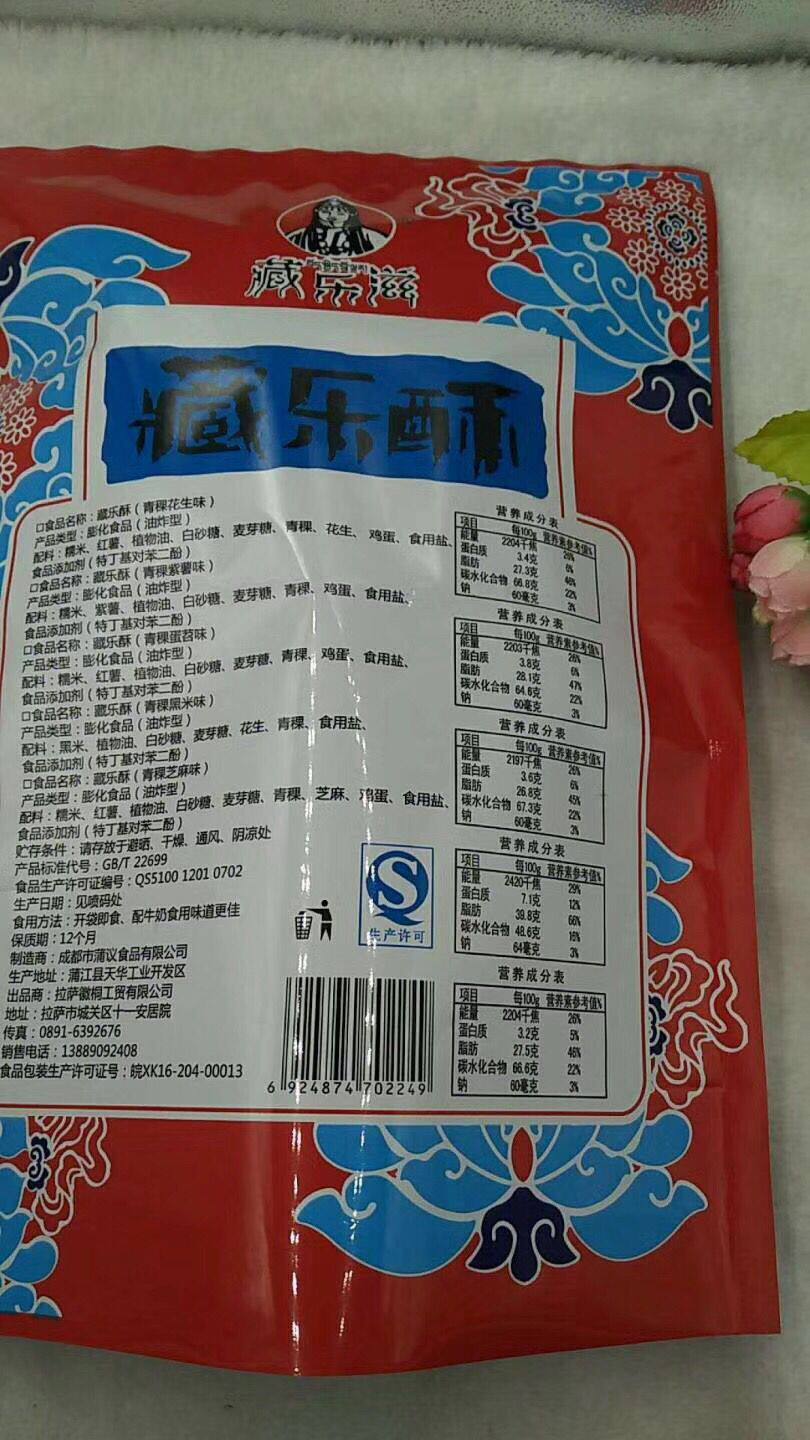 藏乐滋
藏乐酥
口食品名称：藏乐酥（青稞花生味）
产品类型：膨化食品（油炸型）
配料：糯米、红薯、植物油、白砂糖、麦芽糖、青稞、花生、鸡蛋、食用盐、
食品添加剂（特丁基对苯二酚）
口食品名称：藏乐酥（青稞紫薯味）
产品类型：膨化食品（油炸型）
配料：糯米、紫薯、植物油、白砂糖、麦芽糖、青稞、鸡蛋、食用盐、
食品添加剂（特丁基对苯二酚）
口食品名称：藏乐酥（青稞蛋苕味）
产品类型：膨化食品（油炸型）
配料：糯米、红薯、植物油、白砂糖、麦芽糖、青稞、鸡蛋、食用盐、
食品添加剂（特丁基对苯二酚）
口食品名称：藏乐酥（青稞黑米味）
产品类型：膨化食品（油炸型）
配料：黑米、植物油、白砂糖、麦芽糖、花生、青稞、食用盐、
食品添加剂（特丁基对苯二酚）
口食品名称：藏乐酥（青稞芝麻味）
产品类型：膨化食品（油炸型）
配料：糯米、红薯、植物油、白砂糖、麦芽糖、青稞、芝麻、鸡蛋、食用盐、
食品添加剂（特丁基对苯二酚）
贮存条件：请存放于避晒、干燥、通风、阴凉处
产品标准代号：GB/T 22699
食品生产许可证编号：QS5100 1201 0702
生产日期：见喷码处
食用方法：开袋即食、配牛奶食用味道更佳
保质期：12个月
制造商：成都市蒲议食品有限公司
生产地址：蒲江县天华工业开发区
出品商：拉萨徽桐工贸有限公司
地址：拉萨市城关区十一安居院
传真：0891-6392676
销售电话：13889092408
食品包装生产许可证号：皖XK16-204-00013
营养成分表
项目 每100g 营养素参考值%
能量 2204千焦 26%
蛋白质 3.4克 6%
脂肪 27.3克 46%
碳水化合物 66.8克 22%
钠 60毫克 3%
营养成分表
项目 每100g 营养素参考值%
能量 2203千焦 26%
蛋白质 3.8克 6%
脂肪 28.1克 47%
碳水化合物 64.6克 22%
钠 60毫克 3%
营养成分表
项目 每100g 营养素参考值%
能量 2197千焦 26%
蛋白质 3.6克 6%
脂肪 26.8克 45%
碳水化合物 67.3克 22%
钠 60毫克 3%
营养成分表
项目 每100g 营养素参考值%
能量 2420千焦 29%
蛋白质 7.1克 12%
脂肪 39.8克 66%
碳水化合物 48.6克 16%
钠 64毫克 3%
营养成分表
项目 每100g 营养素参考值%
能量 2204千焦 26%
蛋白质 3.2克 5%
脂肪 27.5克 46%
碳水化合物 66.6克 22%
钠 60毫克 3%
生产许可
6 924874 702249